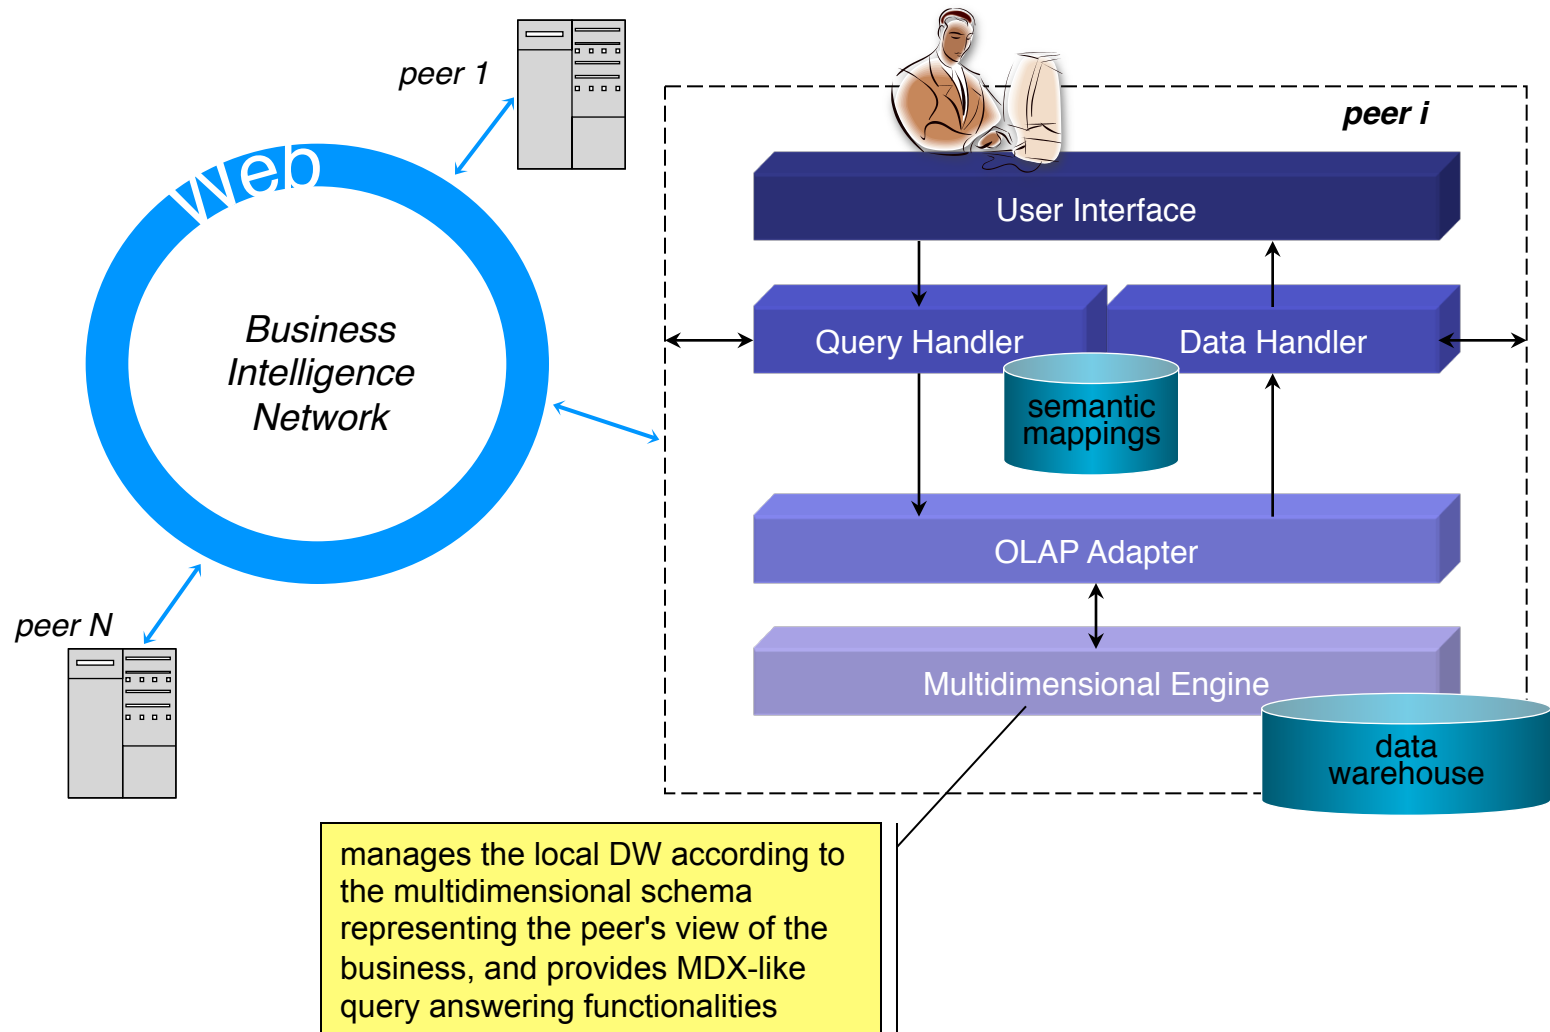 peer 1
peer i
Web
User Interface
Business
Intelligence
Network
Query Handler
Data Handler
semantic
mappings
OLAP Adapter
peer N
Multidimensional Engine
data
warehouse
manages the local DW according to
the multidimensional schema
representing the peer's view of the
business, and provides MDX-like
query answering functionalities